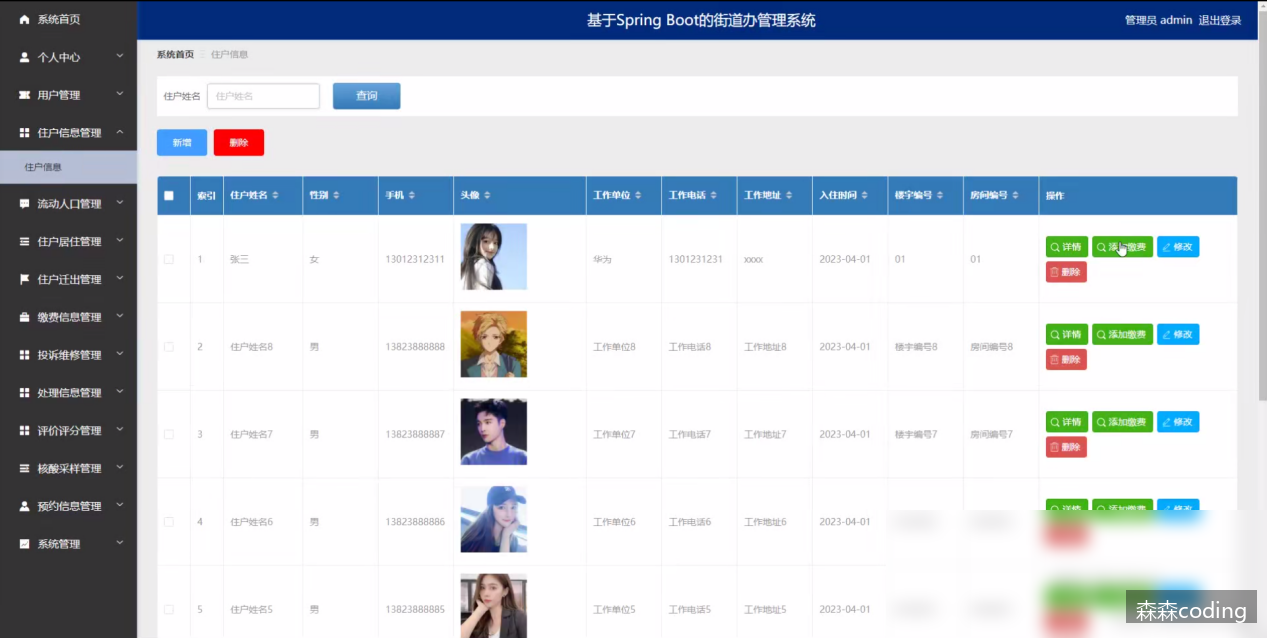 系统首页
个人中心
用户管理
住户信息管理
住户信息
流动人口管理
住户居住管理
住户迁出管理
缴费信息管理
投诉维修管理
处理信息管理
评价评分管理
核酸采样管理
预约信息管理
系统管理
基于Spring Boot的街道办管理系统
管理员 admin 退出登录
系统首页 住户信息
住户姓名 住户姓名 查询
新增 删除
索引 住户姓名 性别 手机 头像 工作单位 工作电话 工作地址 入住时间 楼宇编号 房间编号 操作
1 张三 女 13012312311 华为 1301231231 xxxx 2023-04-01 01 01 详情 添加缴费 修改
删除
2 住户姓名8 男 13823888888 工作单位8 工作电话8 工作地址8 2023-04-01 楼宇编号8 房间编号8 详情 添加缴费 修改
删除
3 住户姓名7 男 13823888887 工作单位7 工作电话7 工作地址7 2023-04-01 楼宇编号7 房间编号7 详情 添加缴费 修改
删除
4 住户姓名6 男 13823888886 工作单位6 工作电话6 工作地址6 2023-04-01 详情 添加缴费 修改
5 住户姓名5 男 13823888885 工作单位5 工作电话5 工作地址5 2023-04-01
森森coding